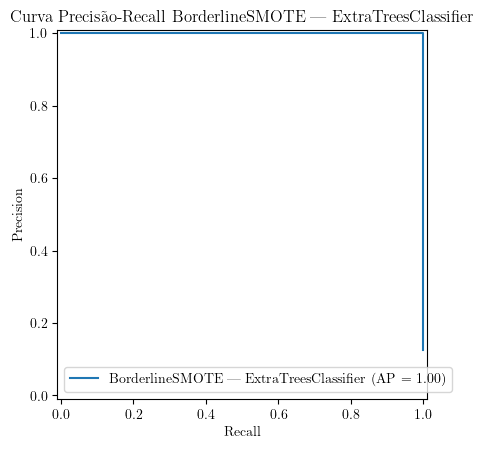 Curva Precisão-Recall BorderlineSMOTE — ExtraTreesClassifier
1.0
0.8
0.6
0.4
0.2
0.0
Precision
BorderlineSMOTE — ExtraTreesClassifier (AP = 1.00)
0.0 0.2 0.4 0.6 0.8 1.0
Recall